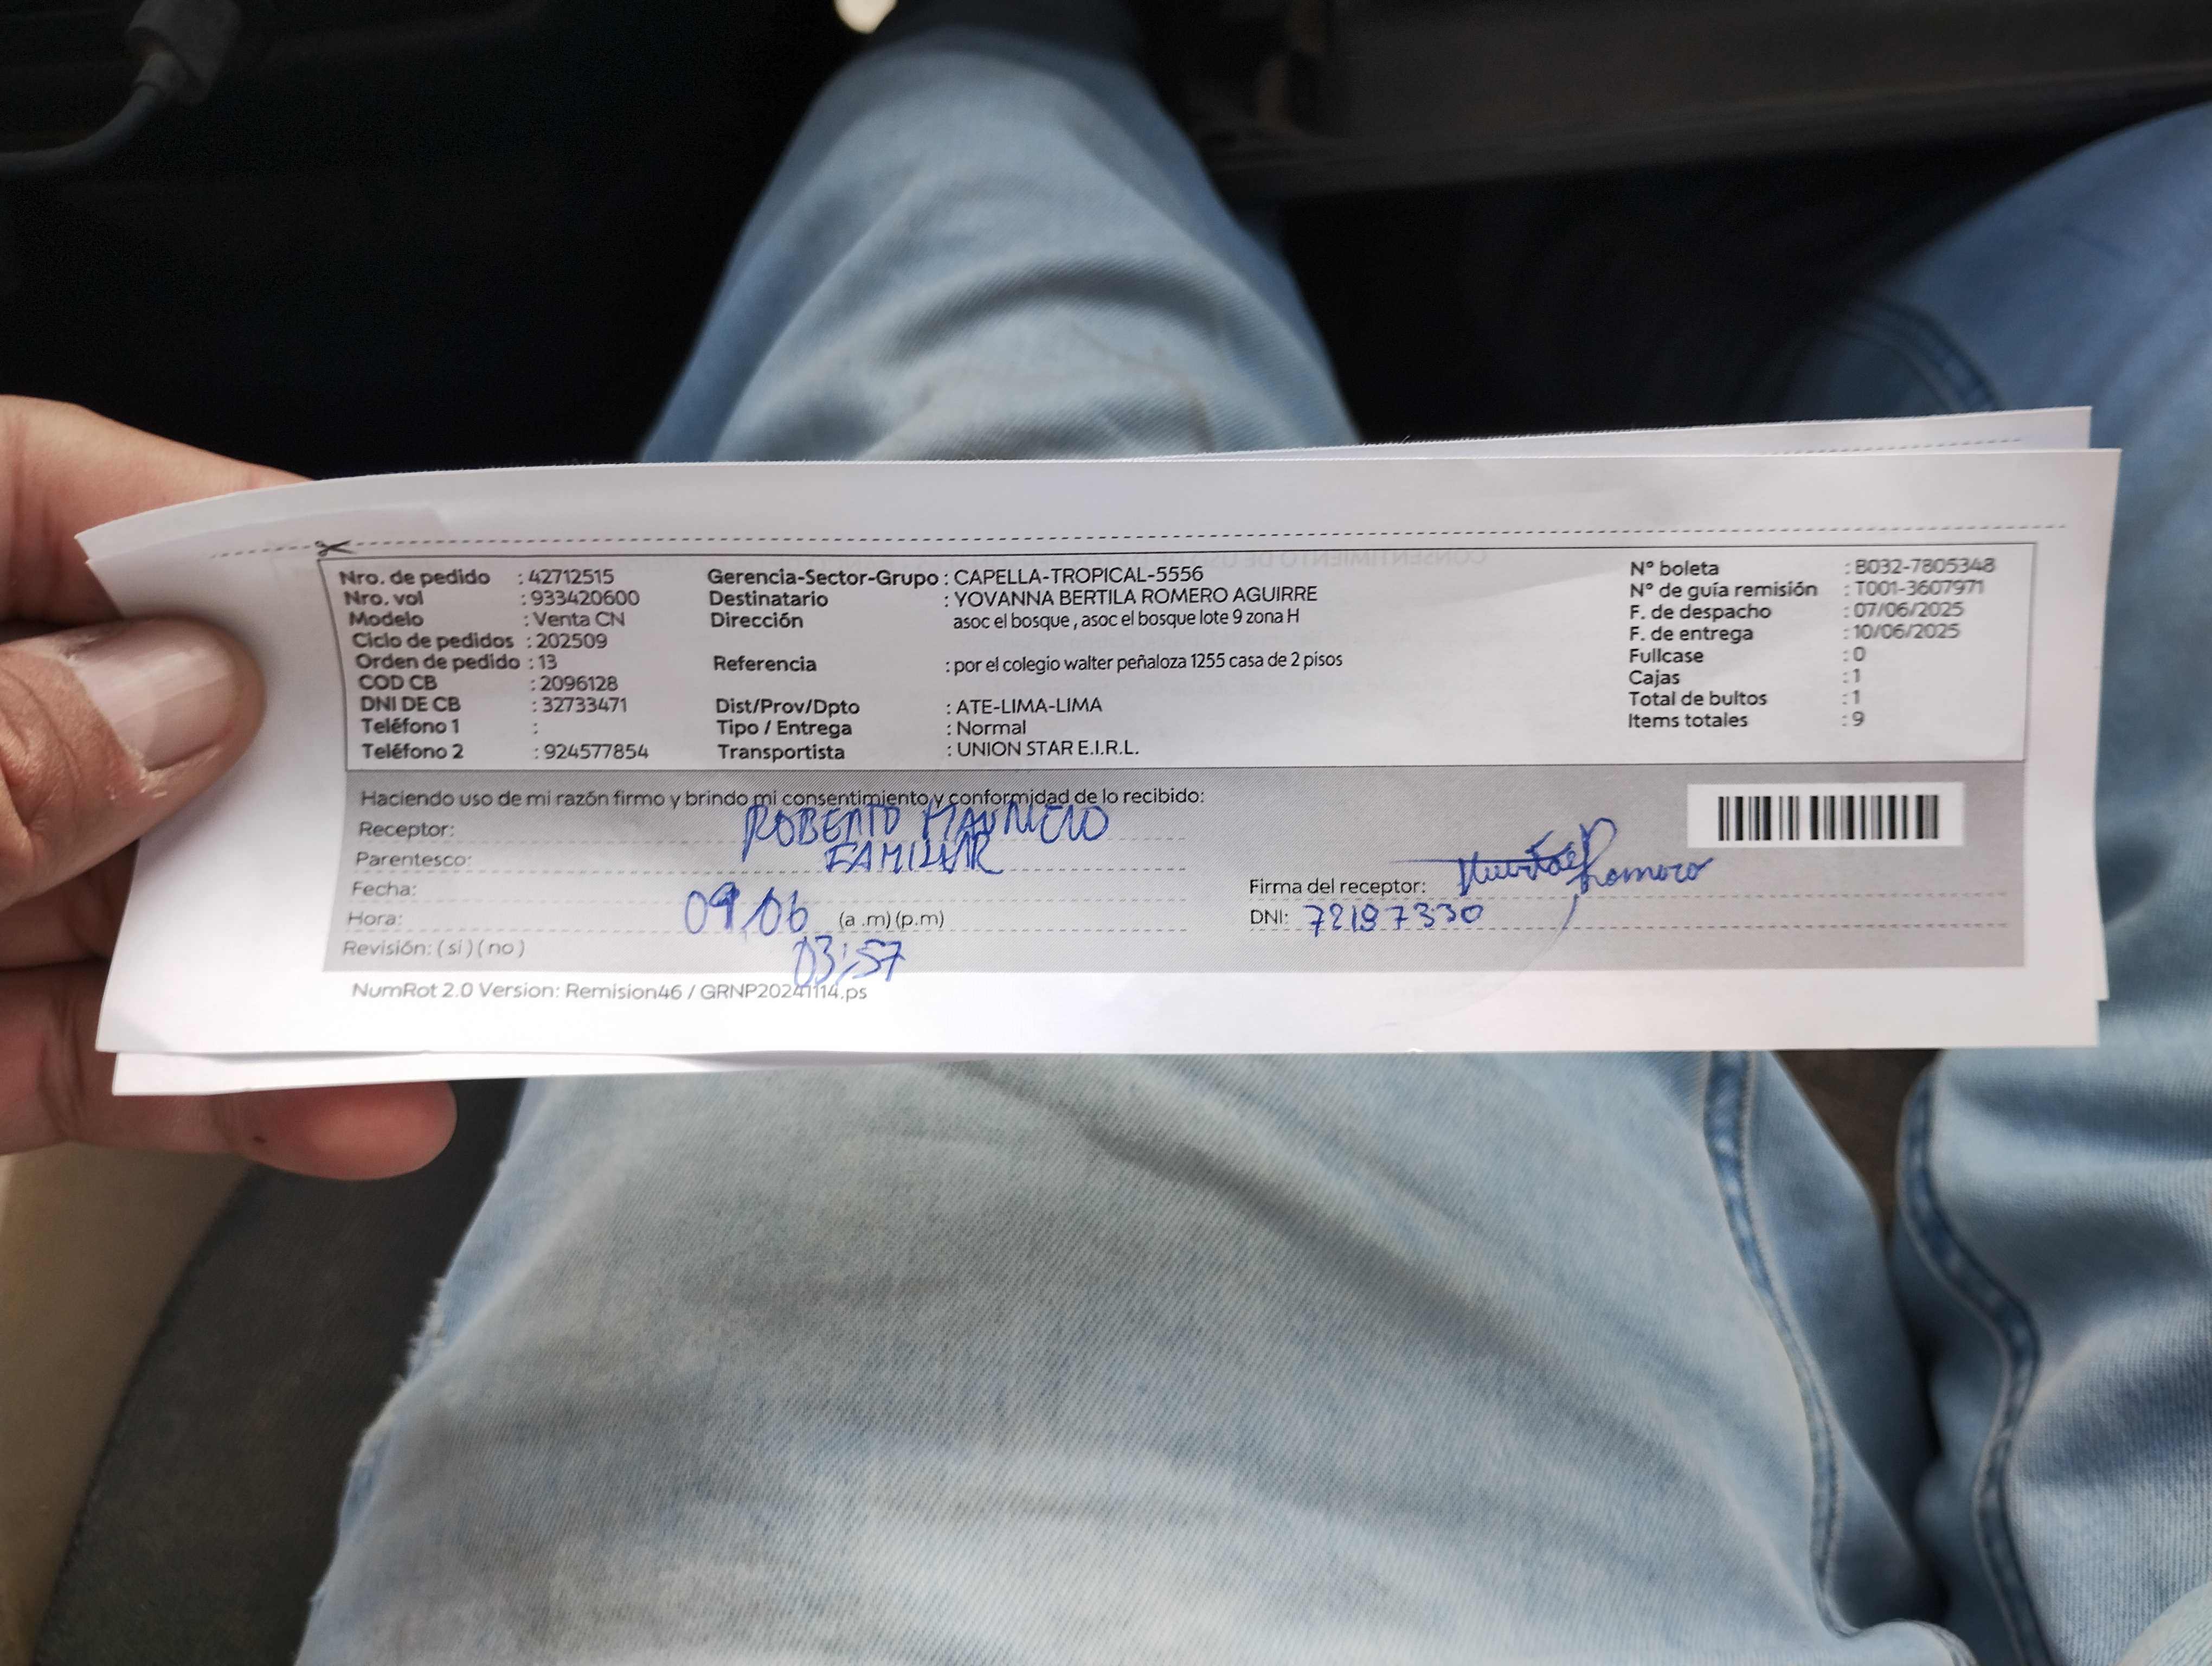 Nro. de pedido : 42712515
Nro. vol : 933420600
Modelo : Venta CN
Ciclo de pedidos : 202509
Orden de pedido : 13
COD CB : 2096128
DNI DE CB : 32733471
Teléfono 1 :
Teléfono 2 : 924577854
Gerencia-Sector-Grupo : CAPELLA-TROPICAL-5556
Destinatario : YOVANNA BERTILA ROMERO AGUIRRE
Dirección asoc el bosque , asoc el bosque lote 9 zona H
Referencia : por el colegio walter peñaloza 1255 casa de 2 pisos
Dist/Prov/Dpto : ATE-LIMA-LIMA
Tipo / Entrega : Normal
Transportista : UNION STAR E.I.R.L.
N° boleta : B032-7805348
N° de guía remisión : T001-3607971
F. de despacho : 07/06/2025
F. de entrega : 10/06/2025
Fullcase : 0
Cajas : 1
Total de bultos : 1
Items totales : 9
Haciendo uso de mi razón firmo y brindo mi consentimiento y conformidad de lo recibido:
Receptor: ROBERTO MAURICIO
Parentesco: FAMILIAR
Fecha: 09/06
Hora: (a .m) (p.m)
03:57
Revisión: ( si ) ( no )
Firma del receptor: Romero
DNI: 72197330
NumRot 2.0 Version: Remision46 / GRNP20241114.ps